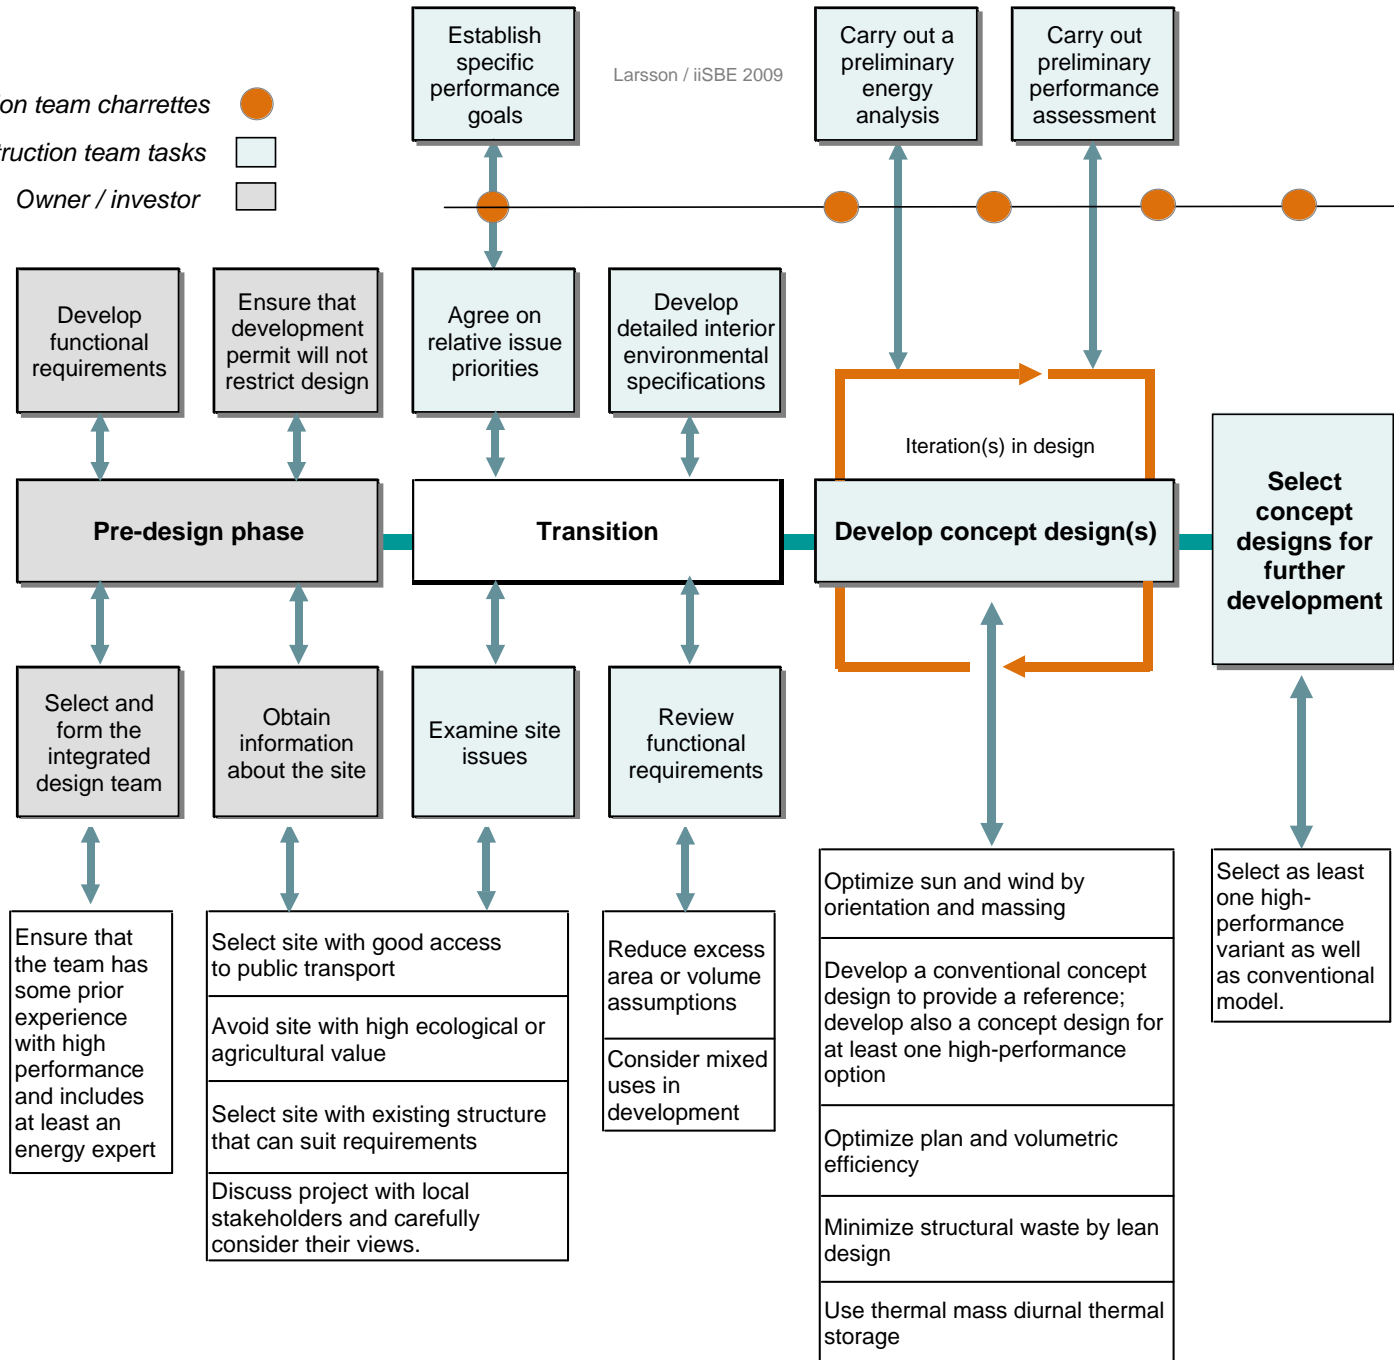 Establish
specific
performance
goals
Larsson / iiSBE 2009
Carry out a
preliminary
energy
analysis
Carry out
preliminary
performance
assessment
team charrettes
team tasks
Owner / investor
Develop
functional
requirements
Ensure that
development
permit will not
restrict design
Agree on
relative issue
priorities
Develop
detailed interior
environmental
specifications
Iteration(s) in design
Pre-design phase
Transition
Develop concept design(s)
Select
concept
designs for
further
development
Select and
form the
integrated
design team
Obtain
information
about the site
Examine site
issues
Review
functional
requirements
Ensure that
the team has
some prior
experience
with high
performance
and includes
at least an
energy expert
Select site with good access
to public transport
Avoid site with high ecological or
agricultural value
Select site with existing structure
that can suit requirements
Discuss project with local
stakeholders and carefully
consider their views.
Reduce excess
area or volume
assumptions
Consider mixed
uses in
development
Optimize sun and wind by
orientation and massing
Develop a conventional concept
design to provide a reference;
develop also a concept design for
at least one high-performance
option
Optimize plan and volumetric
efficiency
Minimize structural waste by lean
design
Use thermal mass diurnal thermal
storage
Select as least
one high-
performance
variant as well
as conventional
model.